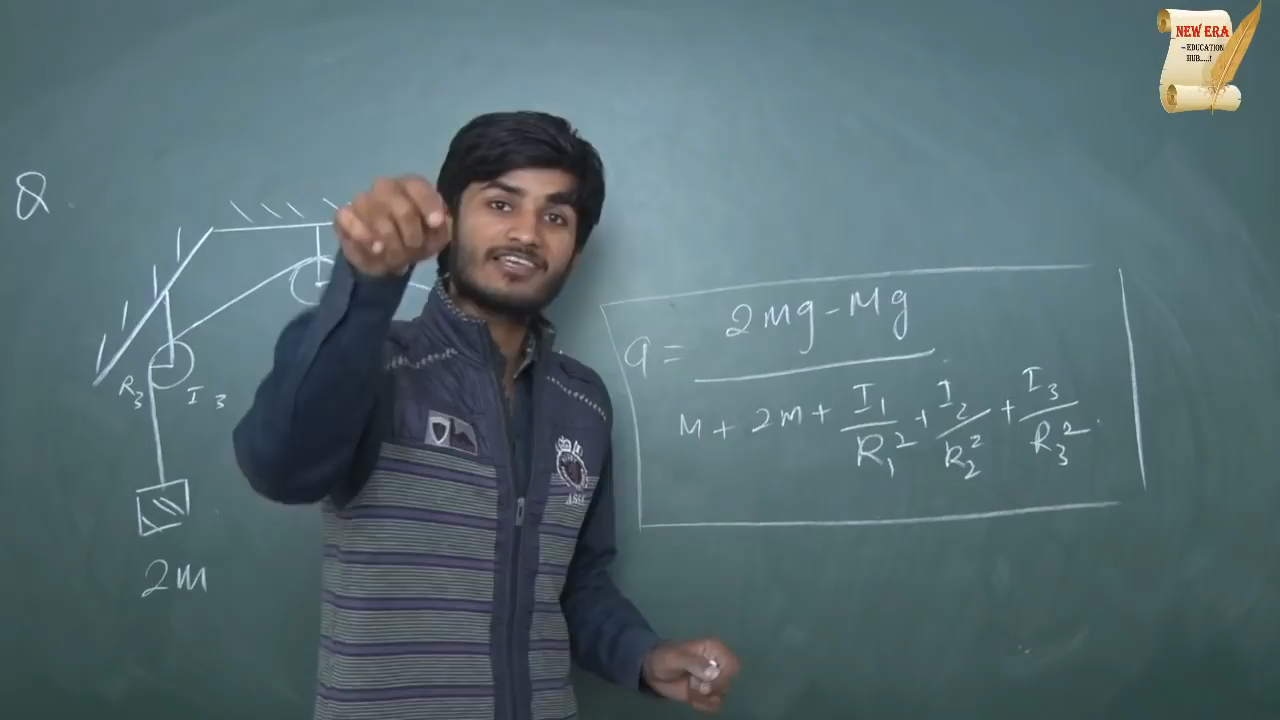 NEW ERA
EDUCATION
HUB.....!
Q.
R3 I3
2m
a = 2mg - Mg
M + 2m + I1/R1² + I2/R2² + I3/R3²